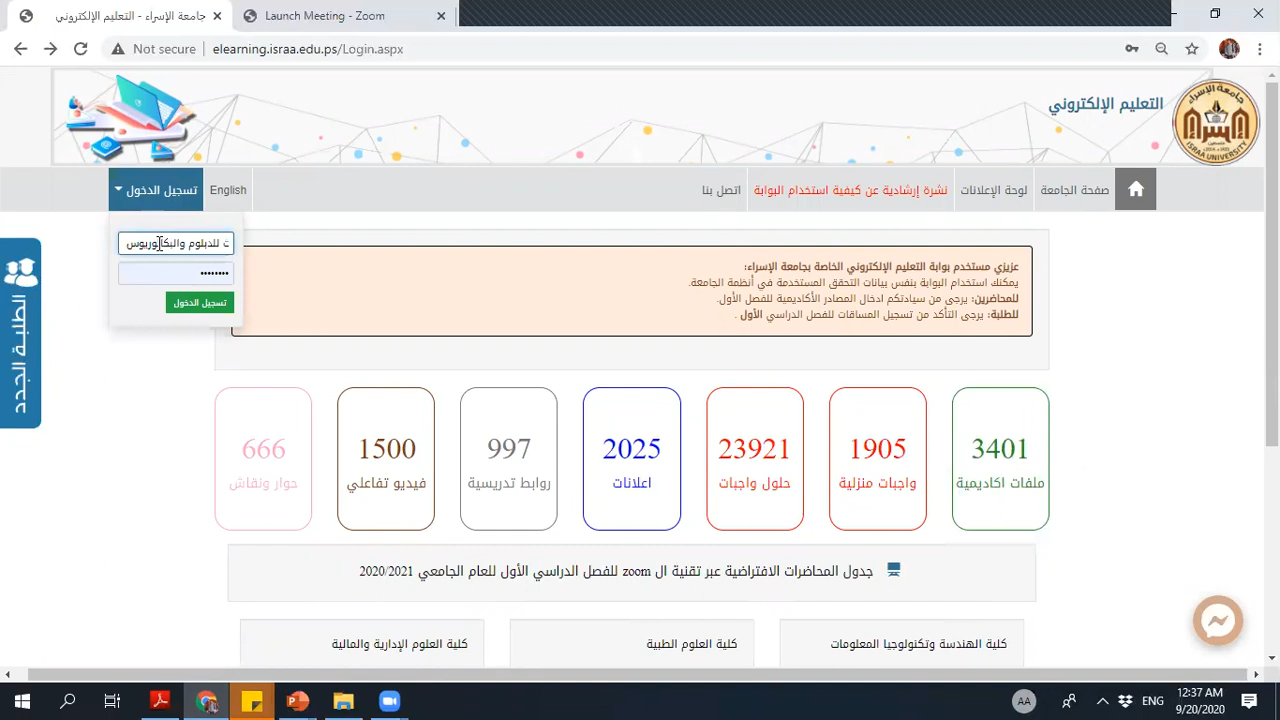 جامعة الإسراء - التعليم الإلكتروني
Launch Meeting - Zoom
Not secure
elearning.israa.edu.ps/Login.aspx
التعليم الإلكتروني
جامعة الإسراء
ISRAA UNIVERSITY
صفحة الجامعة
لوحة الإعلانات
نشرة إرشادية عن كيفية استخدام البوابة
اتصل بنا
English
تسجيل الدخول
ت للدبلوم والبكالوريوس
••••••••
تسجيل الدخول
الطلبة الجدد
عزيزي مستخدم بوابة التعليم الإلكتروني الخاصة بجامعة الإسراء:
يمكنك استخدام البوابة بنفس بيانات التحقق المستخدمة في أنظمة الجامعة.
للمحاضرين: يرجى من سيادتكم ادخال المصادر الأكاديمية للفصل الأول.
للطلبة: يرجى التأكد من تسجيل المساقات للفصل الدراسي الأول .
3401
ملفات اكاديمية
1905
واجبات منزلية
23921
حلول واجبات
2025
اعلانات
997
روابط تدريسية
1500
فيديو تفاعلي
666
حوار ونقاش
جدول المحاضرات الافتراضية عبر تقنية ال zoom للفصل الدراسي الأول للعام الجامعي 2020/2021
كلية الهندسة وتكنولوجيا المعلومات
كلية العلوم الطبية
كلية العلوم الإدارية والمالية
AA
ENG
12:37 AM
9/20/2020